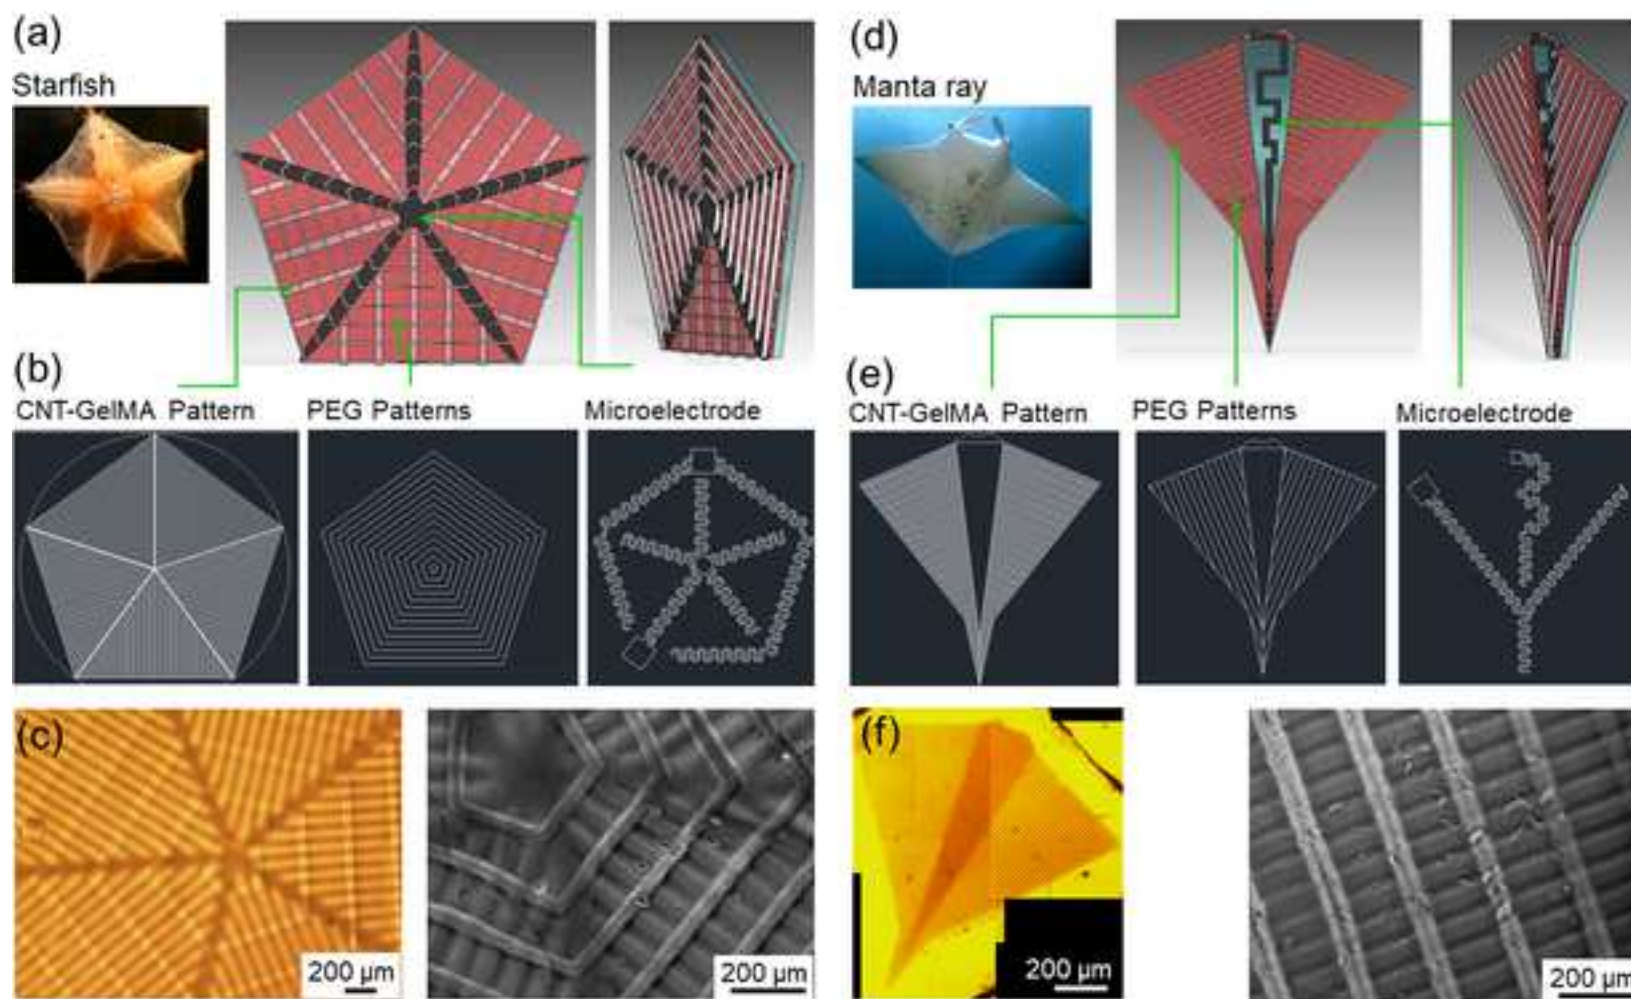 (a)
Starfish
(d)
Manta ray
(b)
CNT-GelMA Pattern
PEG Patterns
Microelectrode
(e)
CNT-GelMA Pattern
PEG Patterns
Microelectrode
(c)
200 µm
200 µm
(f)
200 µm
200 µm